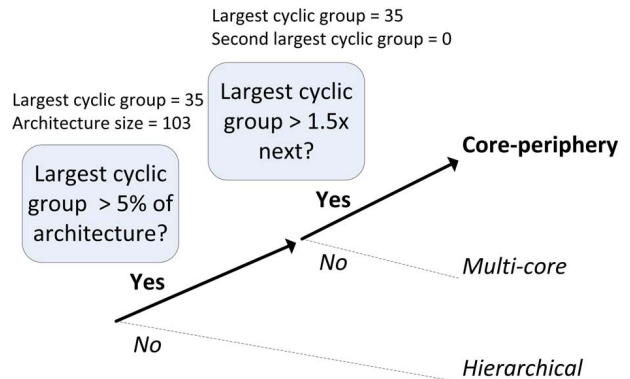 Largest cyclic group = 35
Second largest cyclic group = 0
Largest cyclic
group > 1.5x
next?
Largest cyclic group = 35
Architecture size = 103
Largest cyclic
group > 5% of
architecture?
Core-periphery
Yes
No
Multi-core
Yes
No
Hierarchical